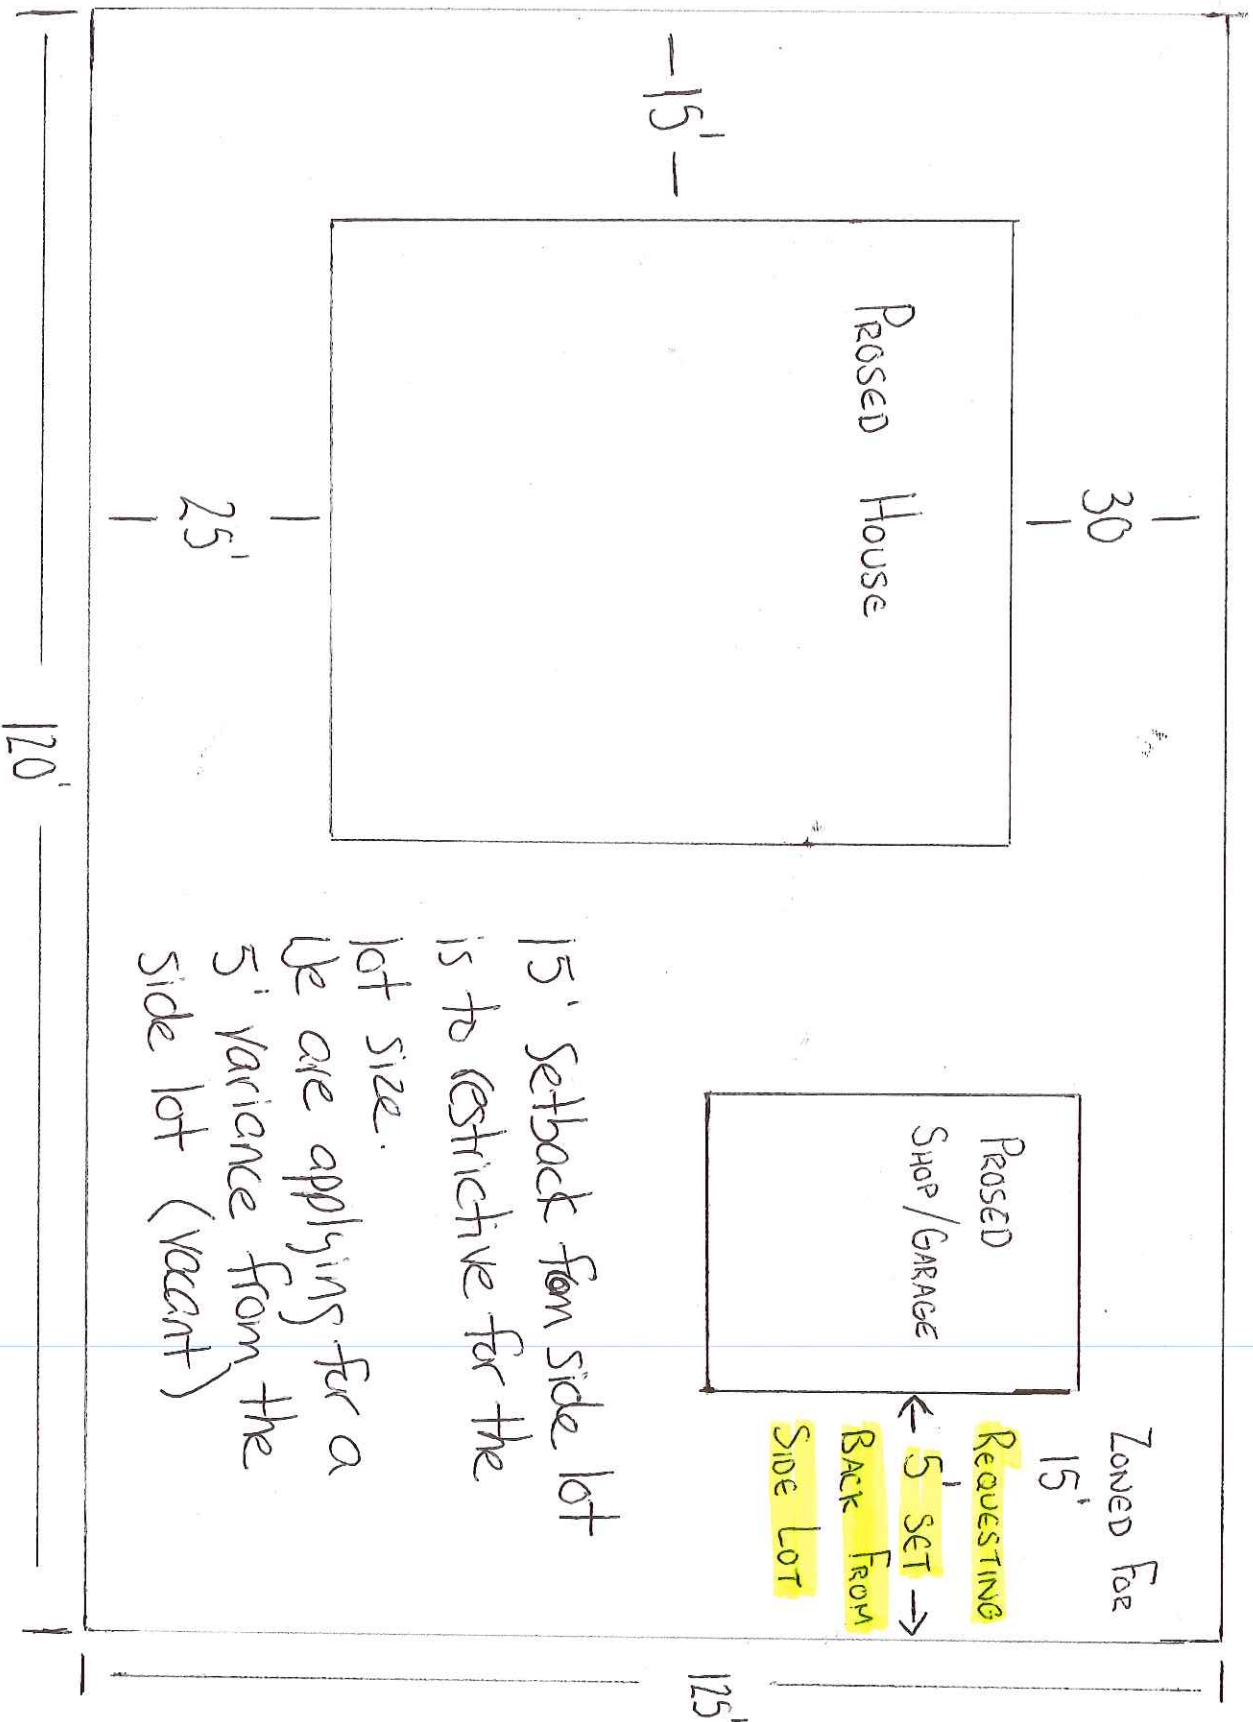 ZONED FOR
15'
REQUESTING
5' SET
BACK FROM
SIDE LOT
30
PROSED HOUSE
PROSED
SHOP/GARAGE
15'
125'
15' Setback from side lot
is to restrictive for the
lot size.
We are applying for a
5' variance from the
side lot (vacant)
25'
120'